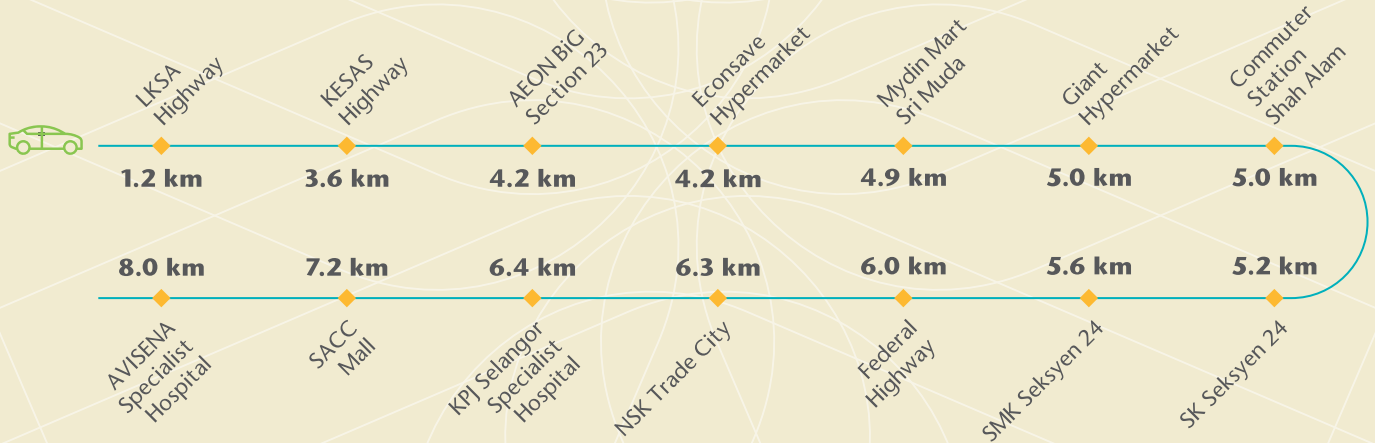 LKSA
Highway
KESAS
Highway
AEON BiG
Section 23
Econsave
Hypermarket
Mydin Mart
Sri Muda
Giant
Hypermarket
Commuter
Station
Shah Alam
1.2 km
3.6 km
4.2 km
4.2 km
4.9 km
5.0 km
5.0 km
8.0 km
7.2 km
6.4 km
6.3 km
6.0 km
5.6 km
5.2 km
AVISENA
Specialist
Hospital
SACC
Mall
KPJ Selangor
Specialist
Hospital
NSK Trade City
Federal
Highway
SMK Seksyen 24
SK Seksyen 24